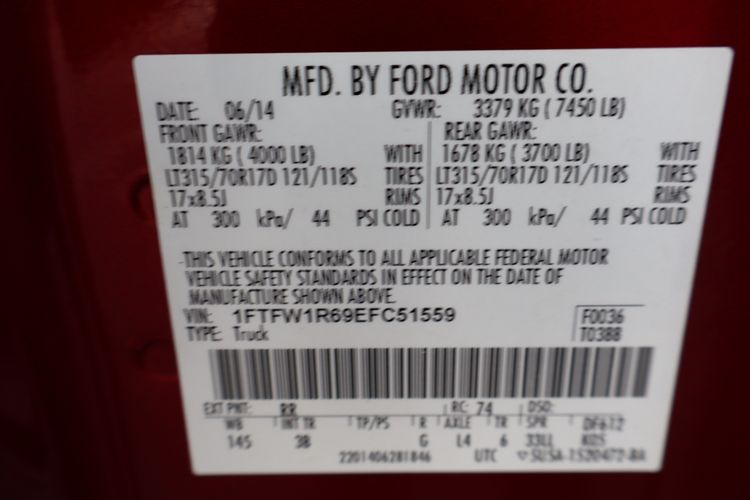 MFD. BY FORD MOTOR CO.
DATE: 06/14 GVWR: 3379 KG ( 7450 LB)
FRONT GAWR: REAR GAWR:
1814 KG ( 4000 LB) WITH 1678 KG ( 3700 LB) WITH
LT315/70R17D 121/118S TIRES LT315/70R17D 121/118S TIRES
17x8.5J RIMS 17x8.5J RIMS
AT 300 kPa/ 44 PSI COLD AT 300 kPa/ 44 PSI COLD
THIS VEHICLE CONFORMS TO ALL APPLICABLE FEDERAL MOTOR
VEHICLE SAFETY STANDARDS IN EFFECT ON THE DATE OF
MANUFACTURE SHOWN ABOVE.
VIN: 1FTFW1R69EFC51559 F0036
TYPE: Truck T0388
EXT PNT: RR RC: 74 DSO:
WB INT TR TP/PS R AXLE TR SPR
145 3B G L4 6 33LL KDS
2201406281846 UTC